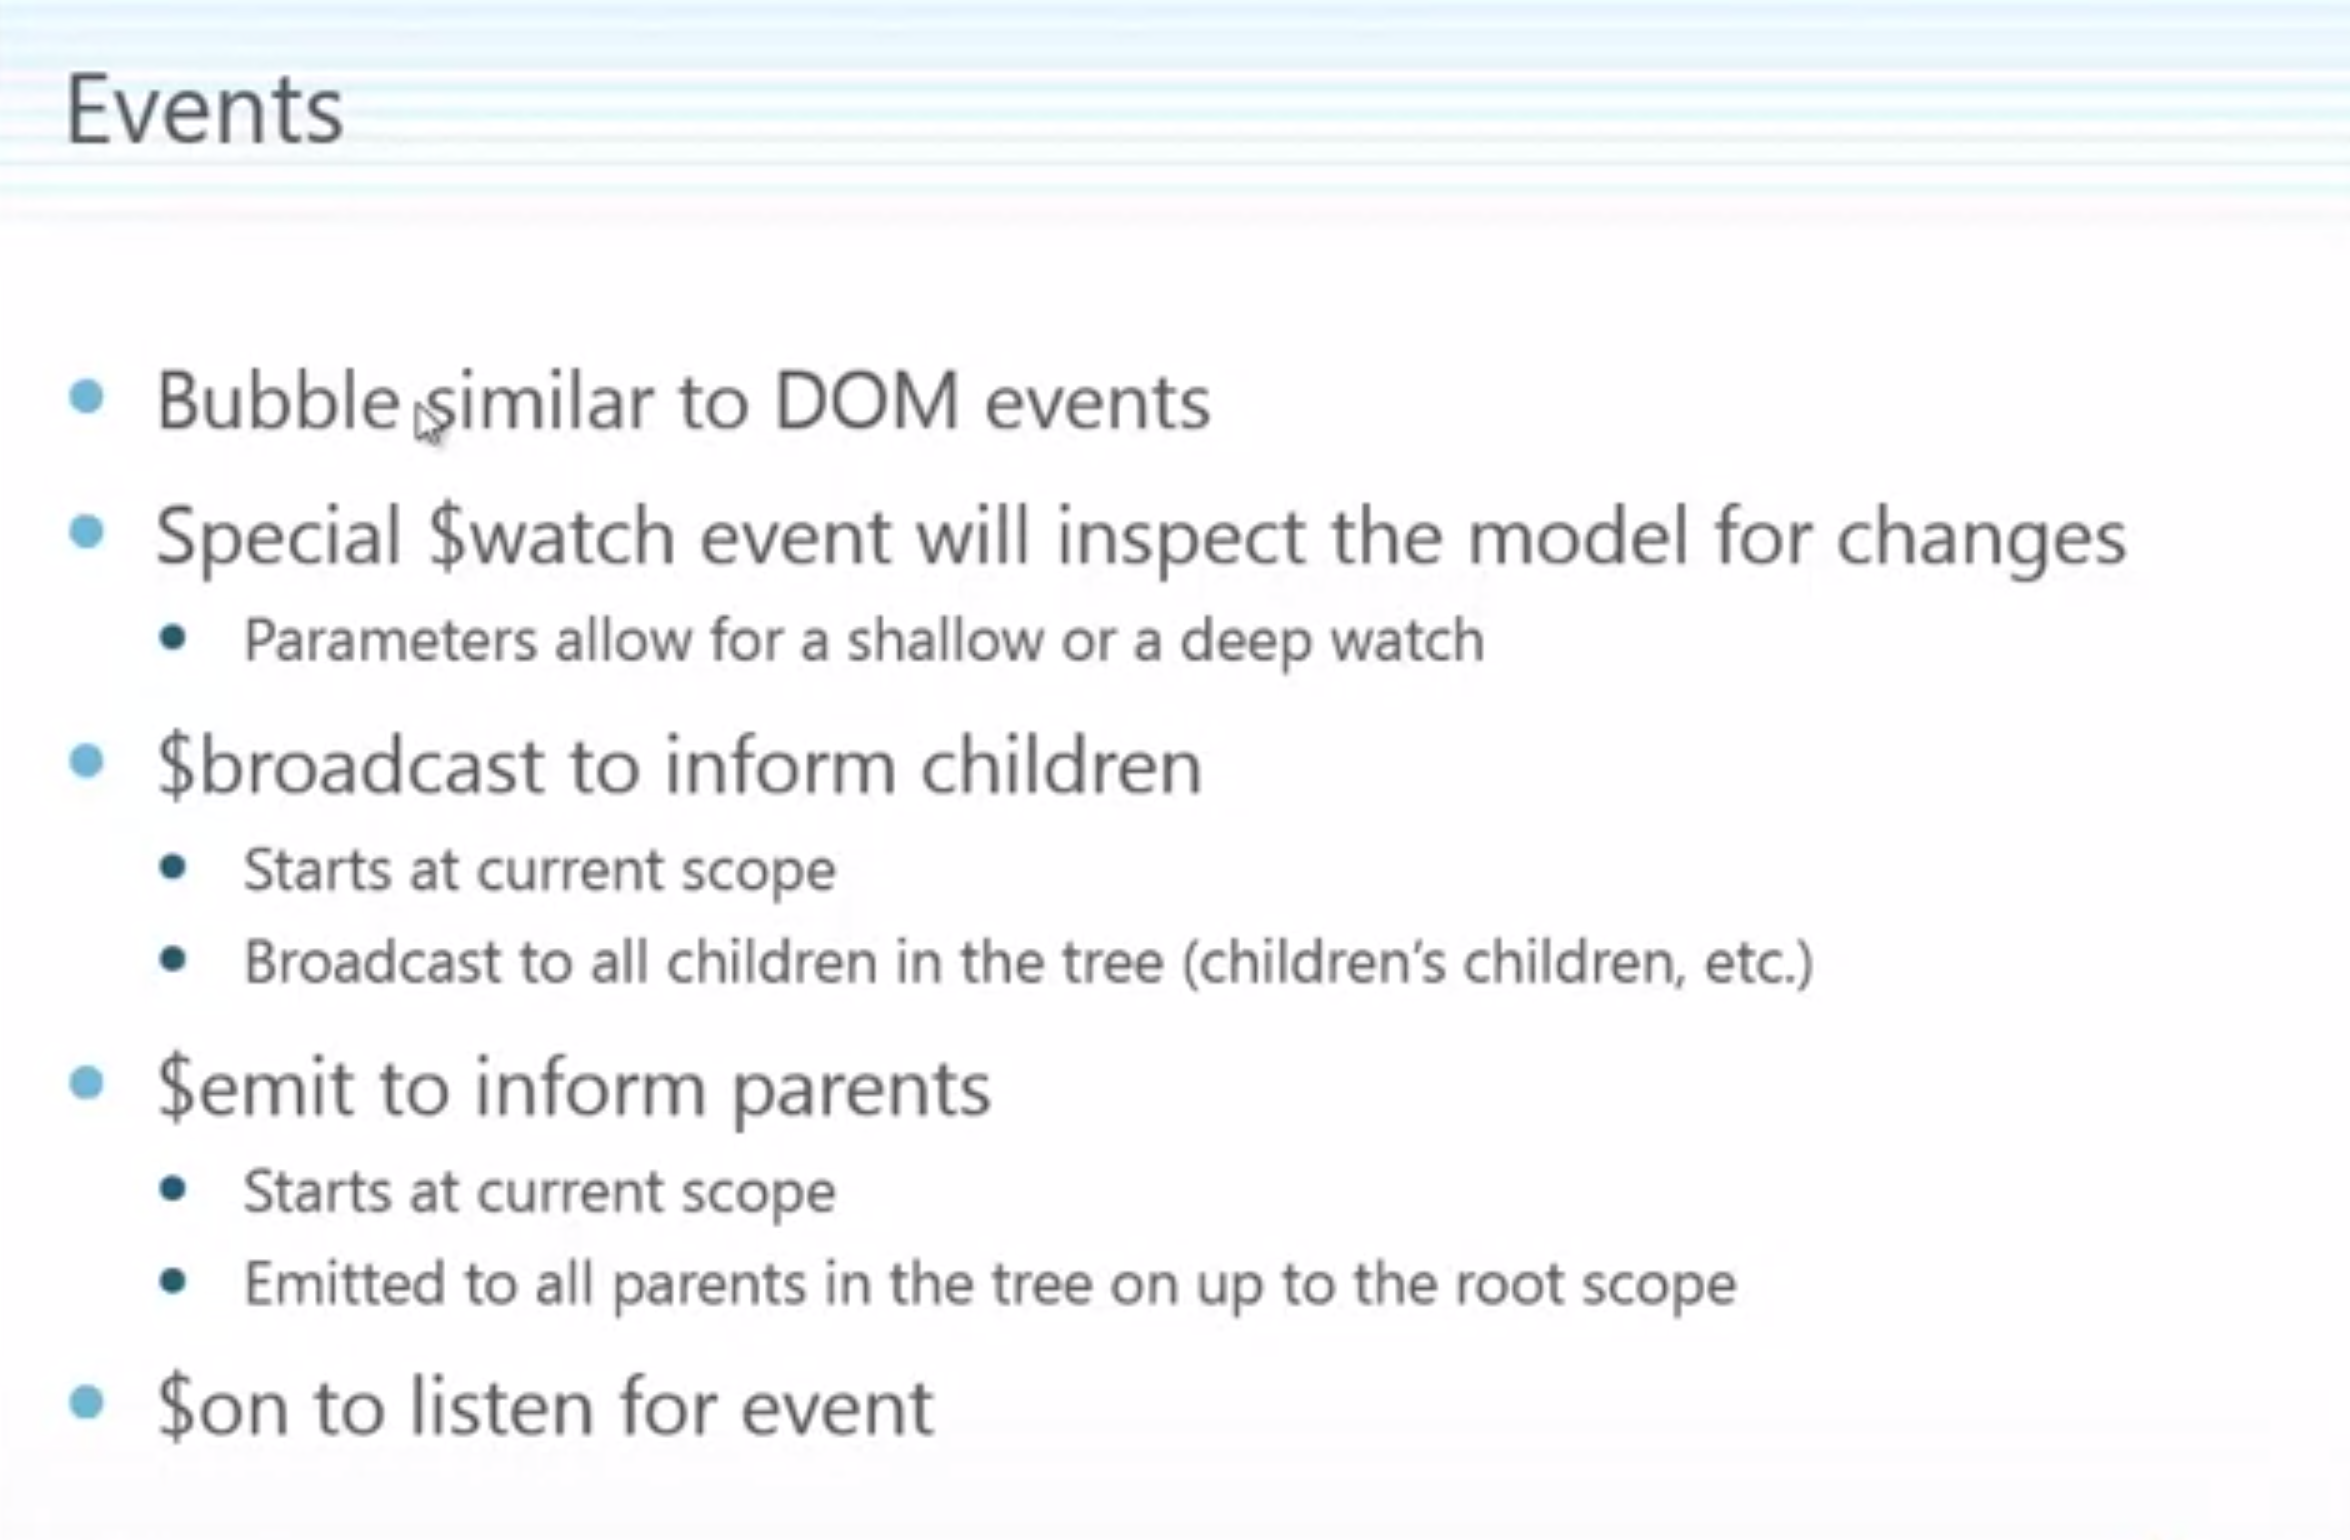 Events
Bubble similar to DOM events
Special $watch event will inspect the model for changes
Parameters allow for a shallow or a deep watch
$broadcast to inform children
Starts at current scope
Broadcast to all children in the tree (children's children, etc.)
$emit to inform parents
Starts at current scope
Emitted to all parents in the tree on up to the root scope
$on to listen for event